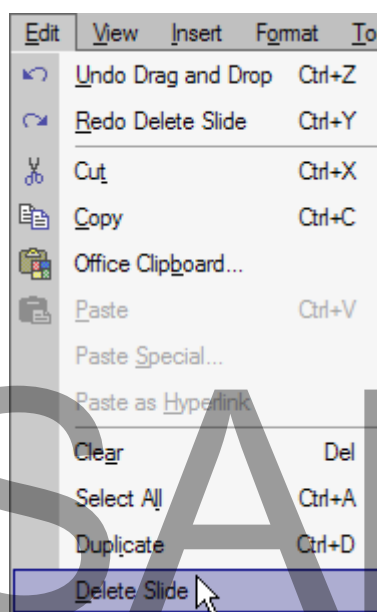 Edit View Insert Format To
Undo Drag and Drop Ctrl+Z
Redo Delete Slide Ctrl+Y
Cut Ctrl+X
Copy Ctrl+C
Office Clipboard...
Paste Ctrl+V
Paste Special...
Paste as Hyperlink
Clear Del
Select All Ctrl+A
Duplicate Ctrl+D
Delete Slide
SA